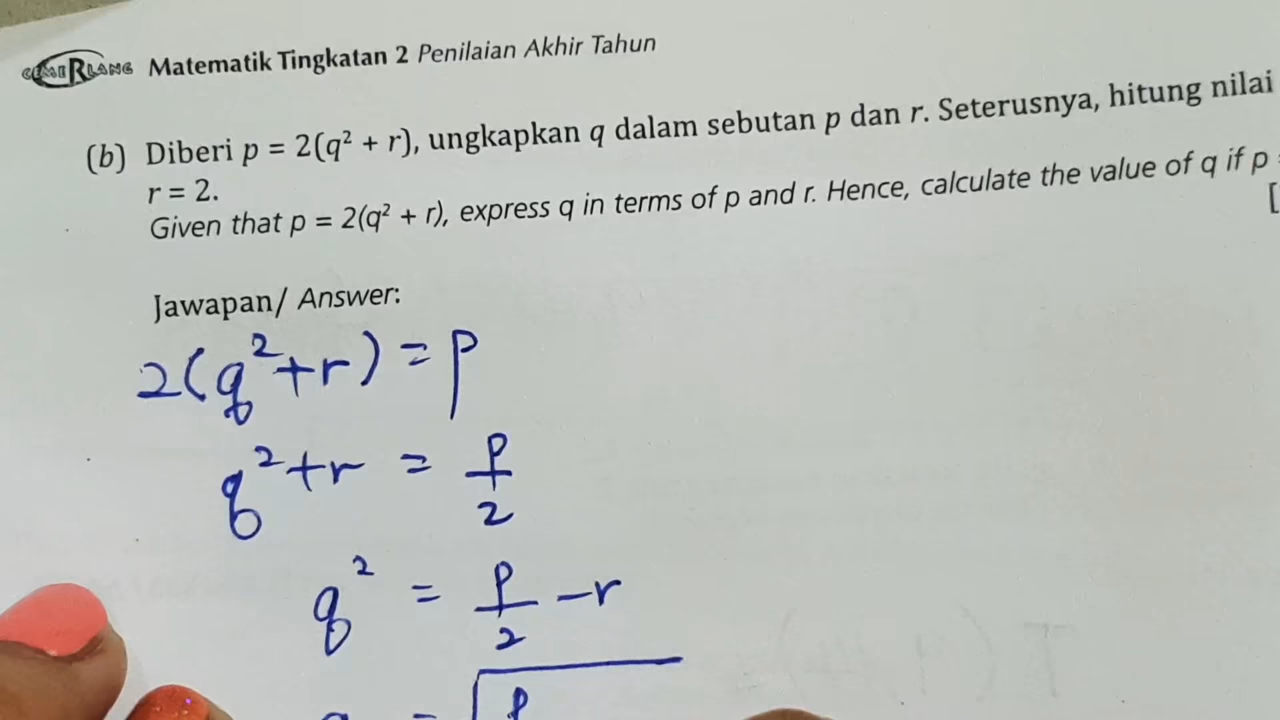 CEMERLANG Matematik Tingkatan 2 Penilaian Akhir Tahun
(b) Diberi p = 2(q² + r), ungkapkan q dalam sebutan p dan r. Seterusnya, hitung nilai
r = 2.
Given that p = 2(q² + r), express q in terms of p and r. Hence, calculate the value of q if p =
[
Jawapan/ Answer:
2(q²+r) = p
q²+r = p/2
q² = p/2 - r
q = √p